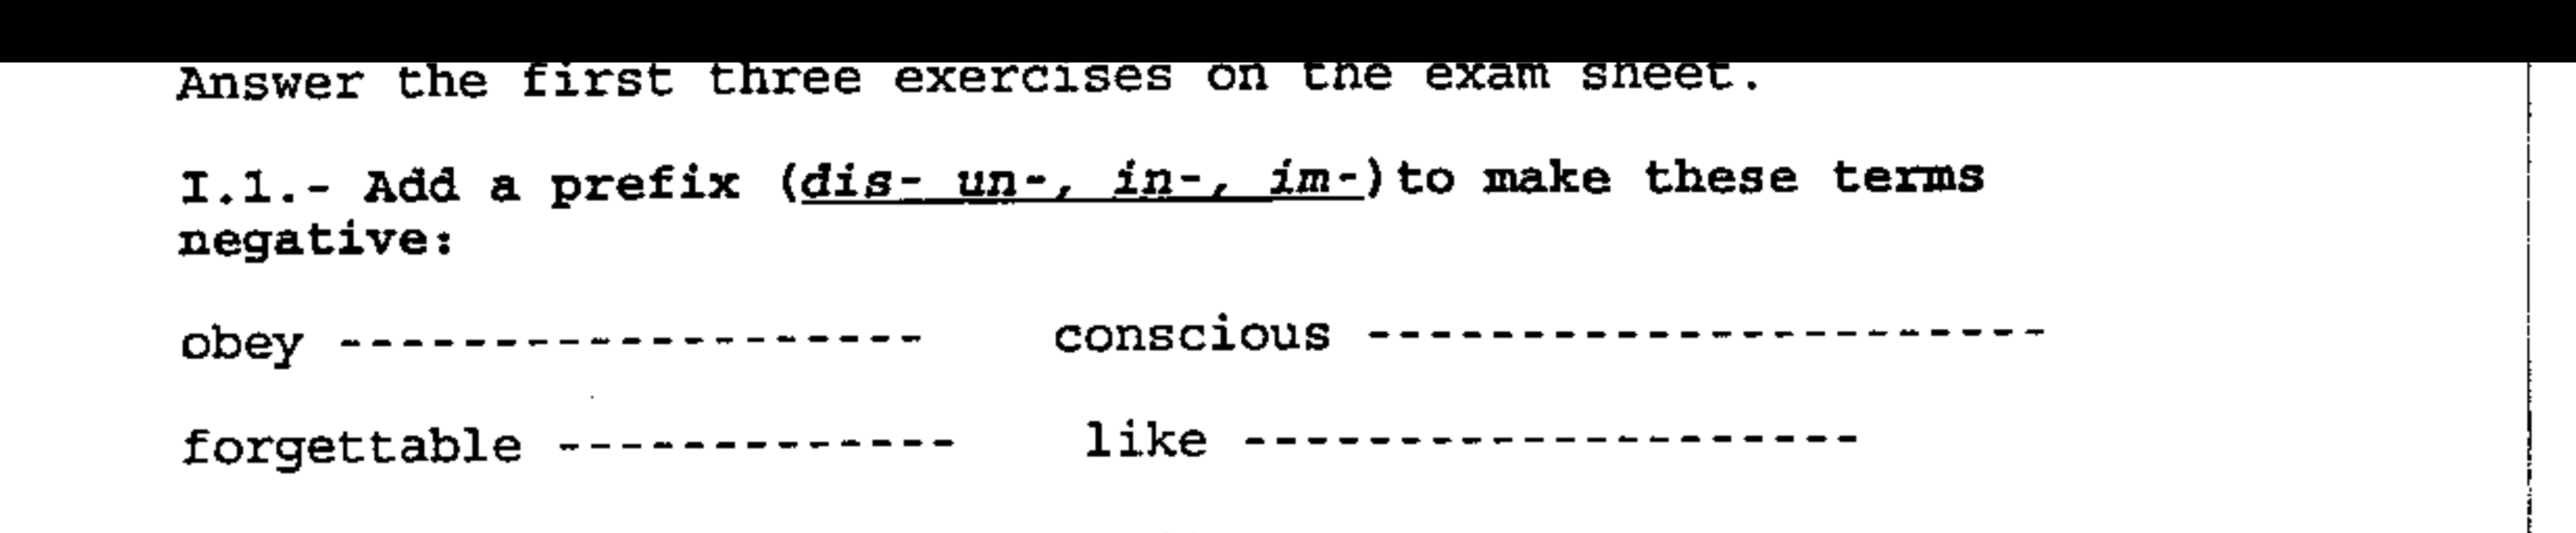 Answer the first three exercises on the exam sheet.
I.1.- Add a prefix (dis- un-, in-, im-)to make these terms
negative:
obey ------------------- conscious ----------------------
forgettable ------------- like --------------------